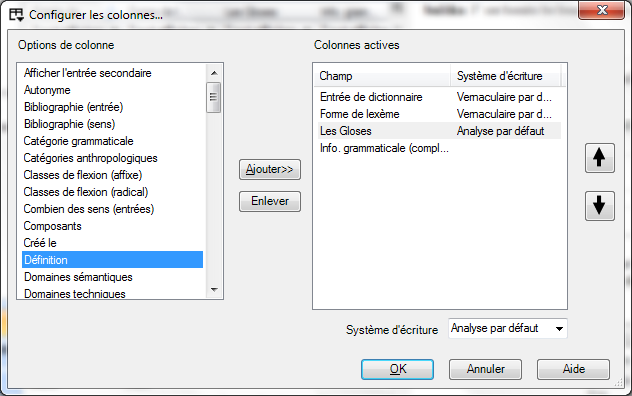 Configurer les colonnes...
Options de colonne
Afficher l'entrée secondaire
Autonyme
Bibliographie (entrée)
Bibliographie (sens)
Catégorie grammaticale
Catégories anthropologiques
Classes de flexion (affixe)
Classes de flexion (radical)
Combien des sens (entrées)
Composants
Créé le
Définition
Domaines sémantiques
Domaines techniques
Ajouter>>
Enlever
Colonnes actives
Champ Système d'écriture
Entrée de dictionnaire Vernaculaire par d...
Forme de lexème Vernaculaire par d...
Les Gloses Analyse par défaut
Info. grammaticale (compl...
Système d'écriture Analyse par défaut
OK Annuler Aide